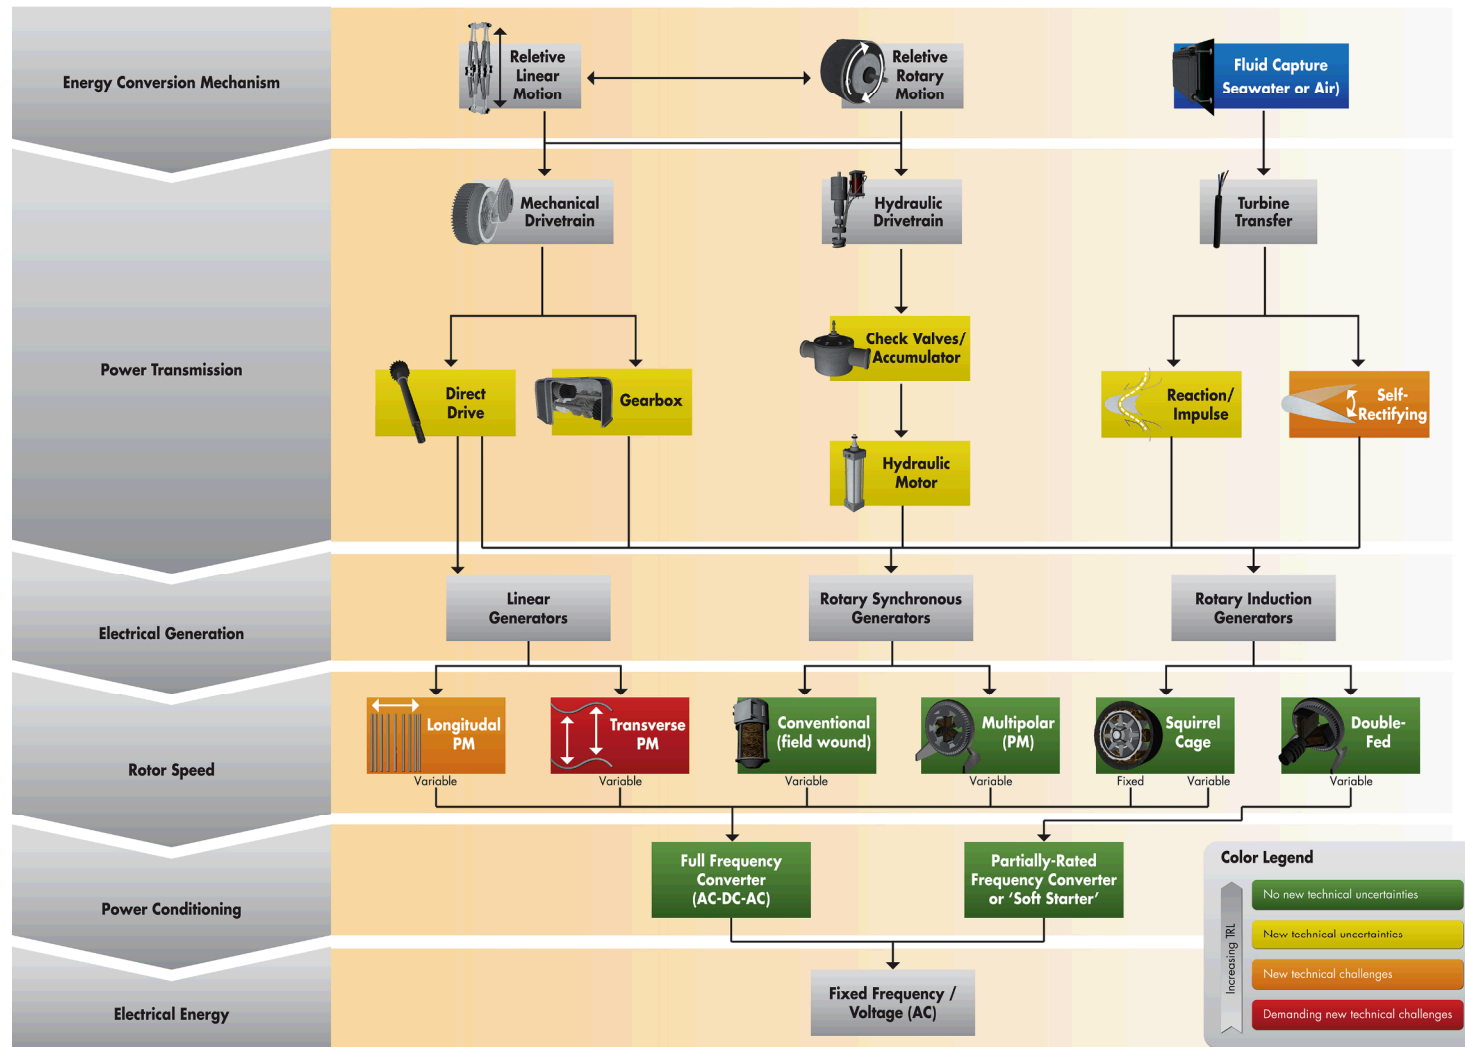 Energy Conversion Mechanism
Reletive
Linear
Motion
Reletive
Rotary
Motion
Fluid Capture
Seawater or Air)
Power Transmission
Mechanical
Drivetrain
Hydraulic
Drivetrain
Turbine
Transfer
Direct
Drive
Gearbox
Check Valves/
Accumulator
Hydraulic
Motor
Reaction/
Impulse
Self-
Rectifying
Electrical Generation
Linear
Generators
Rotary Synchronous
Generators
Rotary Induction
Generators
Rotor Speed
Longitudal
PM
Variable
Transverse
PM
Variable
Conventional
(field wound)
Variable
Multipolar
(PM)
Variable
Squirrel
Cage
Fixed Variable
Double-
Fed
Variable
Power Conditioning
Full Frequency
Converter
(AC-DC-AC)
Partially-Rated
Frequency Converter
or ‘Soft Starter’
Electrical Energy
Fixed Frequency /
Voltage (AC)
Color Legend
Increasing TRL
No new technical uncertainties
New technical uncertainties
New technical challenges
Demanding new technical challenges